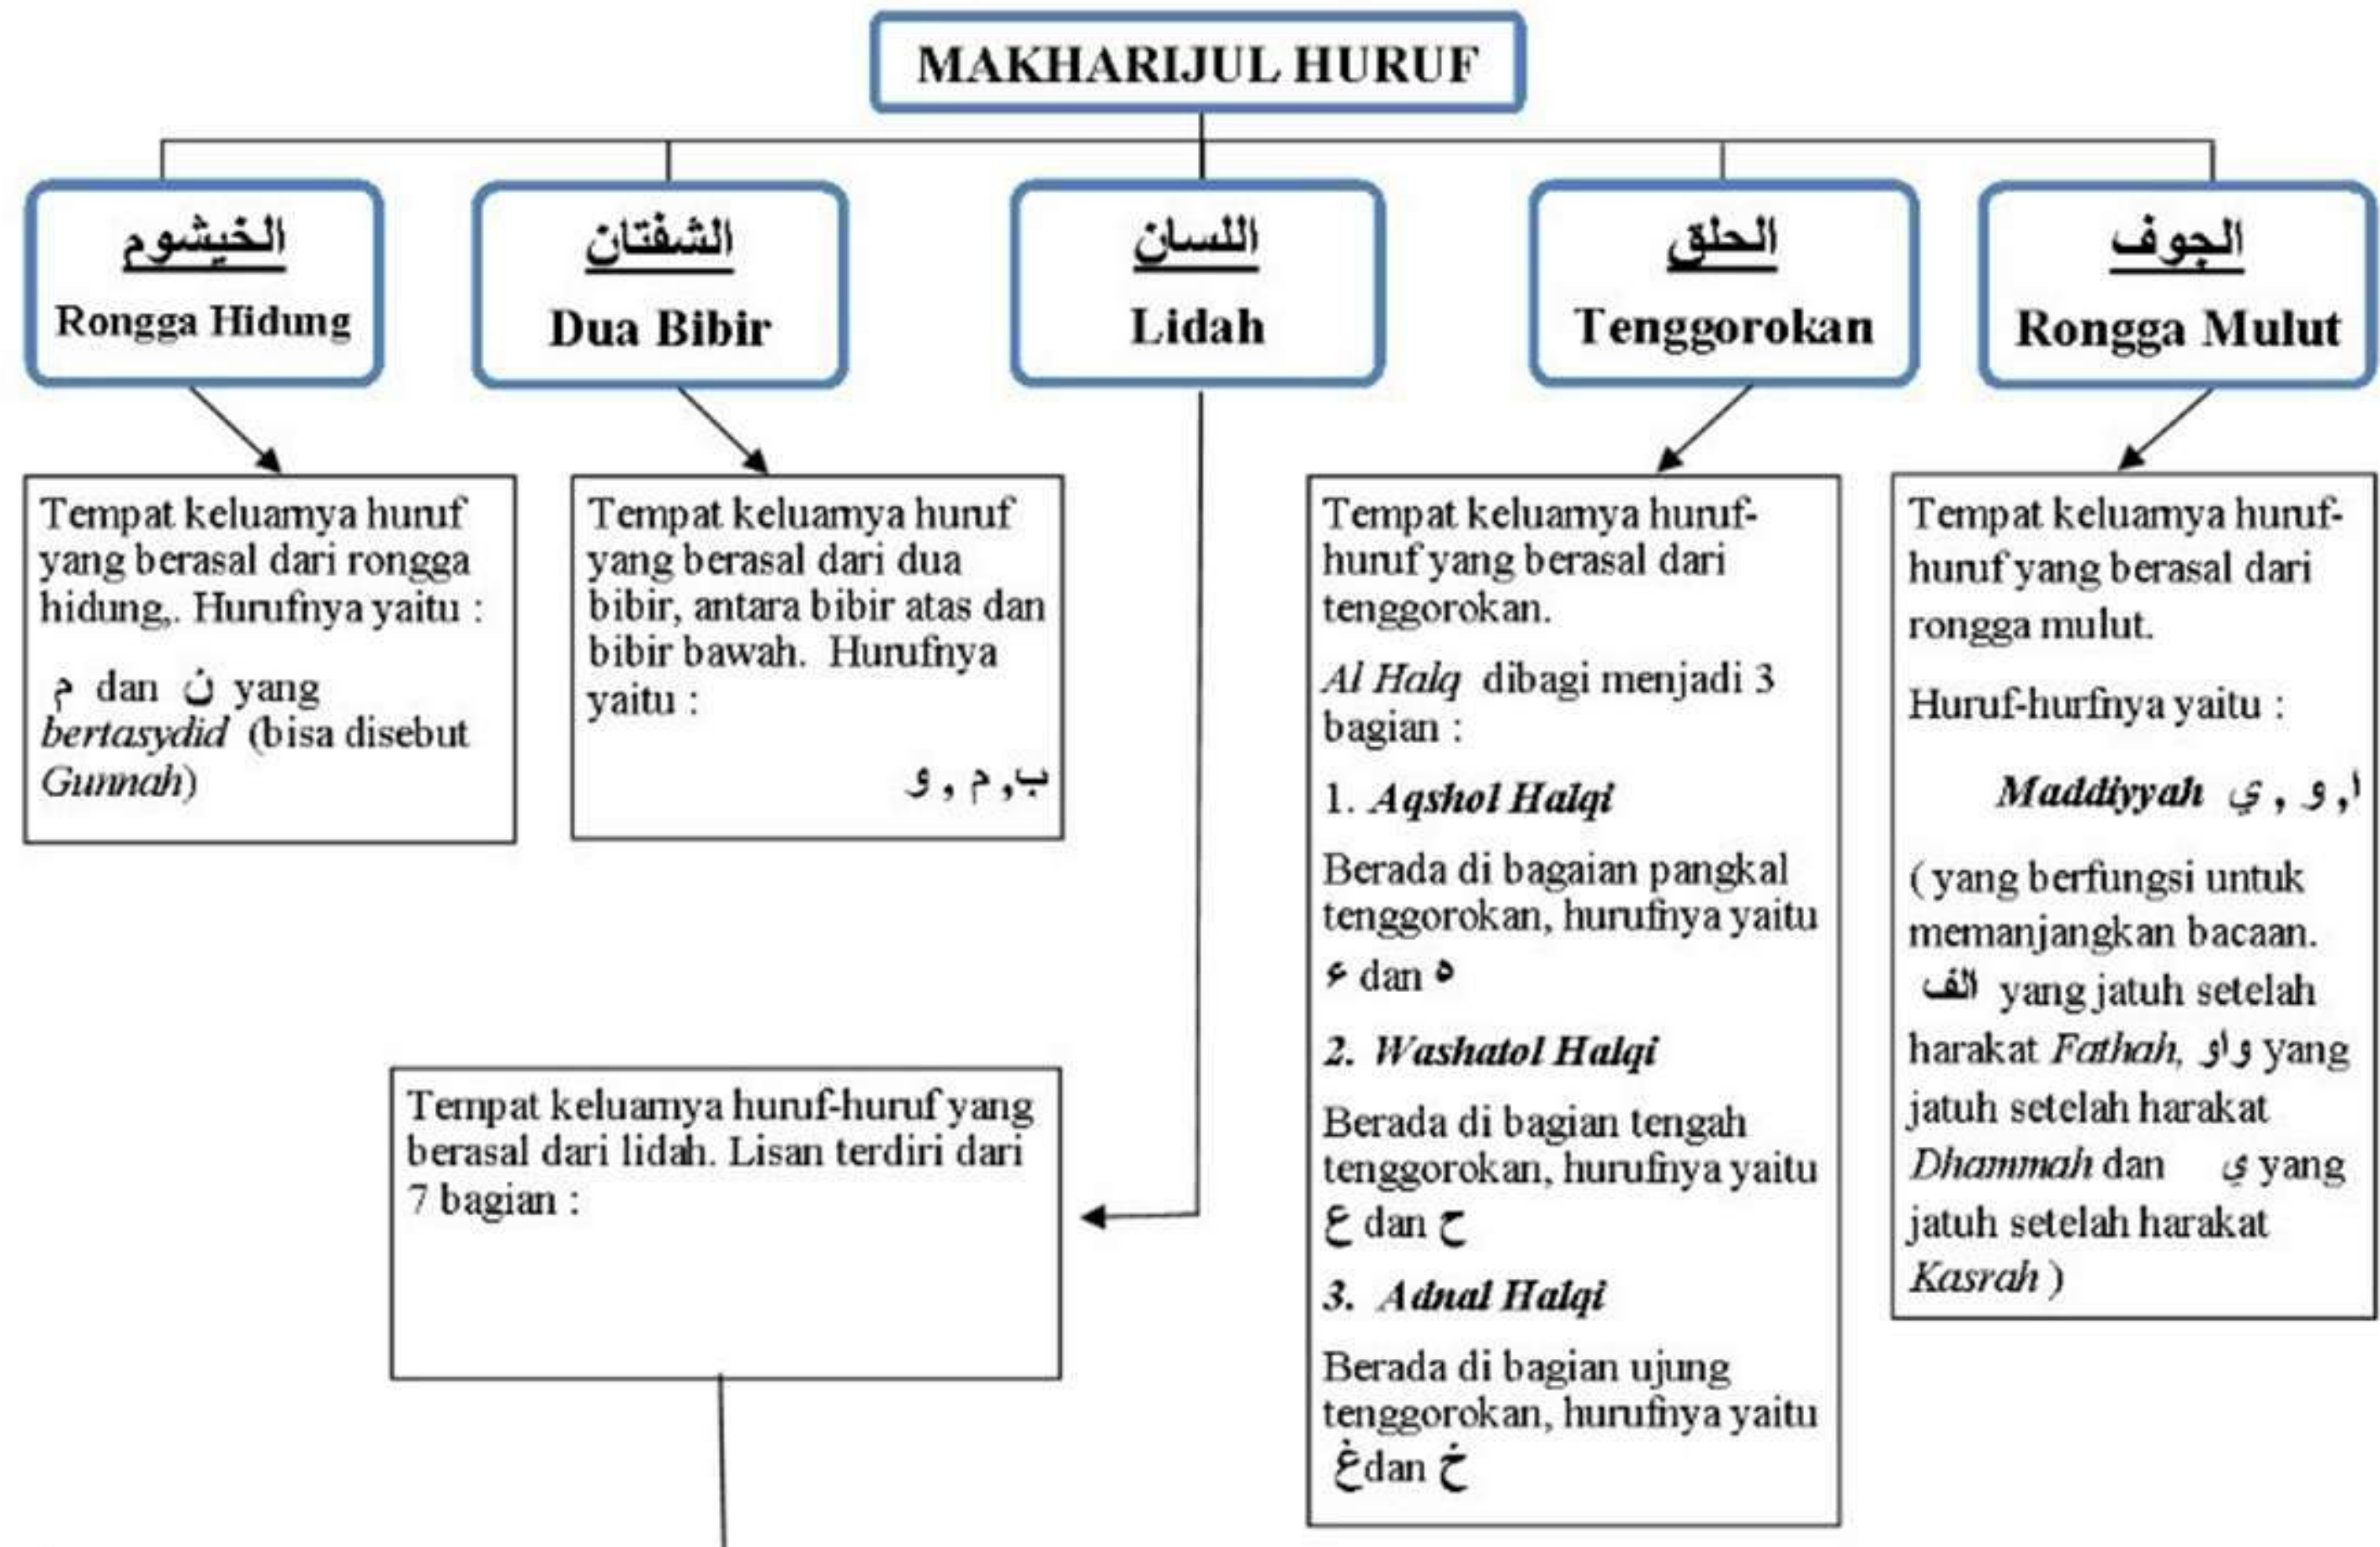 MAKHARIJUL HURUF
الخيشوم
Rongga Hidung
الشفتان
Dua Bibir
اللسان
Lidah
الحلق
Tenggorokan
الجوف
Rongga Mulut
Tempat keluarnya huruf
yang berasal dari rongga
hidung,. Hurufnya yaitu :
م dan ن yang
bertasydid (bisa disebut
Gunnah)
Tempat keluarnya huruf
yang berasal dari dua
bibir, antara bibir atas dan
bibir bawah. Hurufnya
yaitu :
ب, م , و
Tempat keluarnya huruf-huruf yang
berasal dari lidah. Lisan terdiri dari
7 bagian :
Tempat keluarnya huruf-
huruf yang berasal dari
tenggorokan.
Al Halq dibagi menjadi 3
bagian :
1. Aqshol Halqi
Berada di bagaian pangkal
tenggorokan, hurufnya yaitu
ء dan ه
2. Washatol Halqi
Berada di bagian tengah
tenggorokan, hurufnya yaitu
ع dan ح
3. Adnal Halqi
Berada di bagian ujung
tenggorokan, hurufnya yaitu
غ dan خ
Tempat keluarnya huruf-
huruf yang berasal dari
rongga mulut.
Huruf-hurfnya yaitu :
Maddiyyah ا, و , ي
( yang berfungsi untuk
memanjangkan bacaan.
الف yang jatuh setelah
harakat Fathah, واو yang
jatuh setelah harakat
Dhammah dan ي yang
jatuh setelah harakat
Kasrah )